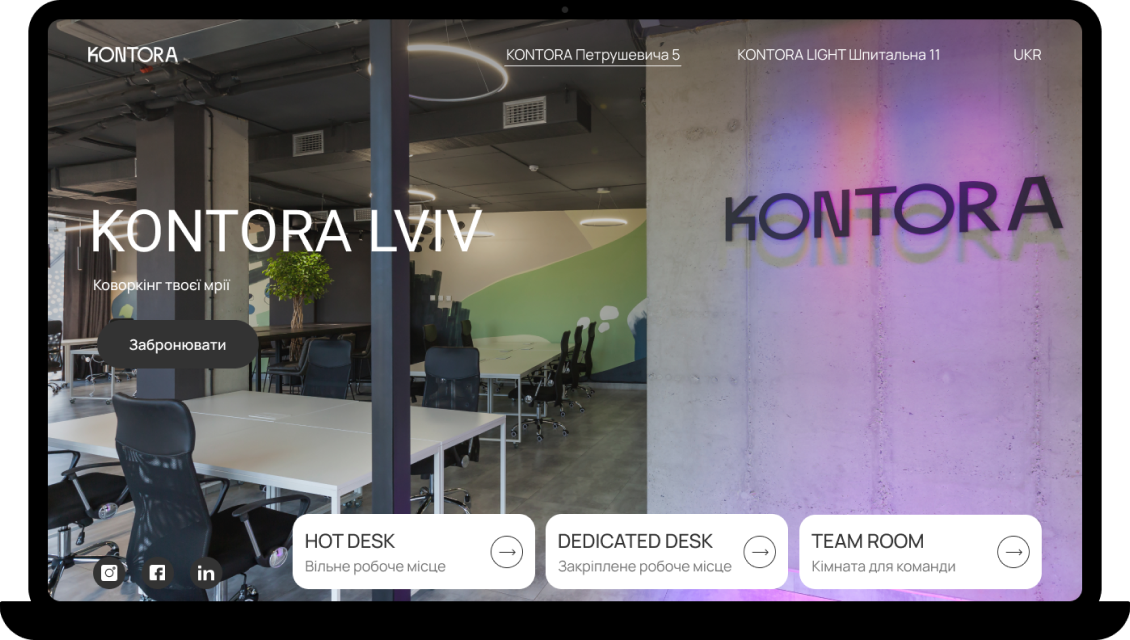 KONTORA
KONTORA Петрушевича 5
KONTORA LIGHT Шпитальна 11
UKR
KONTORA
KONTORA LVIV
Коворкінг твоєї мрії
Забронювати
HOT DESK
Вільне робоче місце
DEDICATED DESK
Закріплене робоче місце
TEAM ROOM
Кімната для команди
in